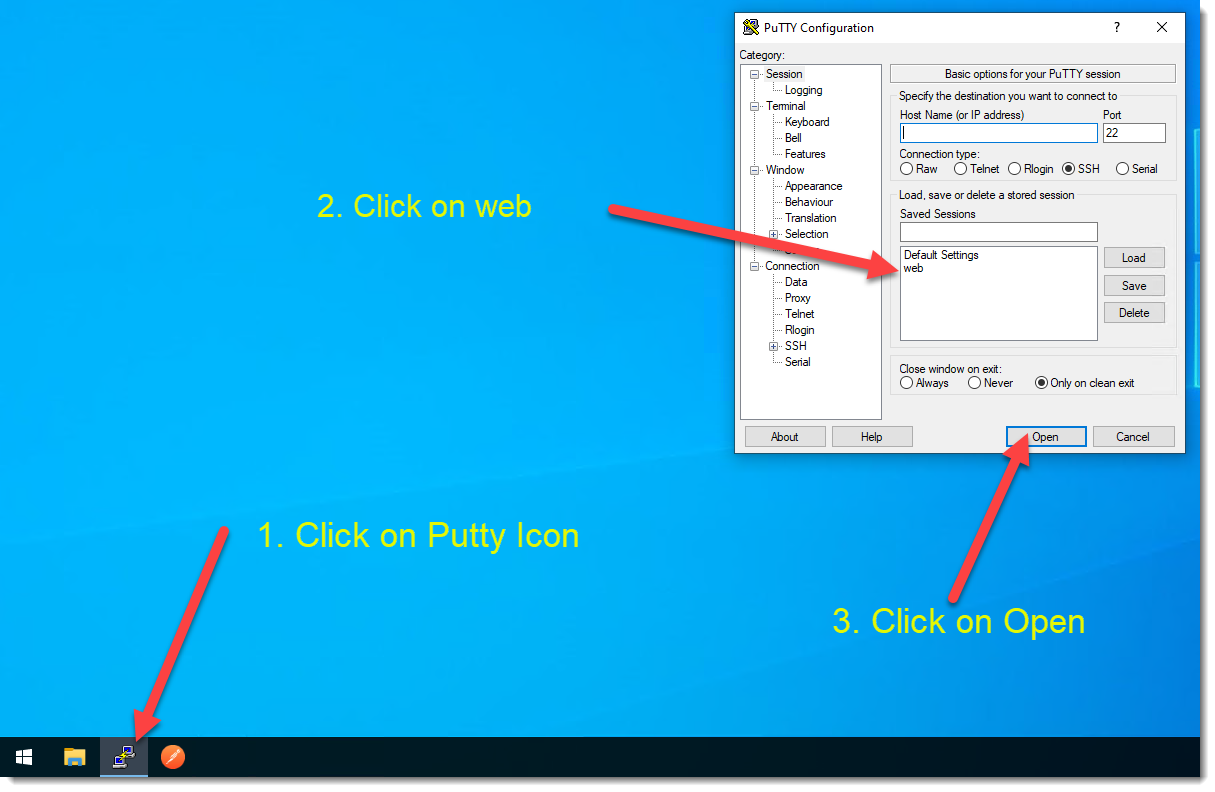 PuTTY Configuration
?
Category:
Session
Logging
Terminal
Keyboard
Bell
Features
Window
Appearance
Behaviour
Translation
Selection
Connection
Data
Proxy
Telnet
Rlogin
SSH
Serial
Basic options for your PuTTY session
Specify the destination you want to connect to
Host Name (or IP address) Port
22
Connection type:
Raw Telnet Rlogin SSH Serial
Load, save or delete a stored session
Saved Sessions
Default Settings
web
Load
Save
Delete
Close window on exit:
Always Never Only on clean exit
About Help Open Cancel
2. Click on web
1. Click on Putty Icon
3. Click on Open